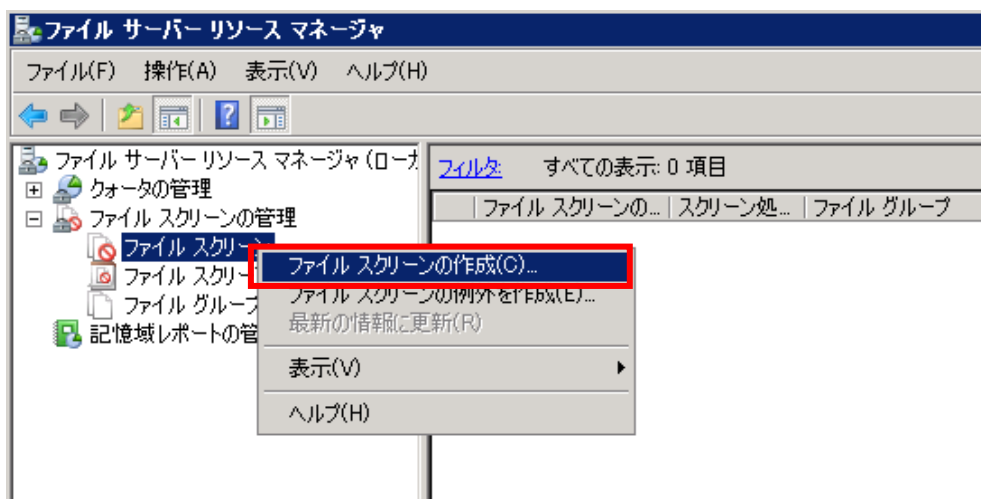 ファイル サーバー リソース マネージャ
ファイル(F) 操作(A) 表示(V) ヘルプ(H)
ファイル サーバー リソース マネージャ (ローカ
クォータの管理
ファイル スクリーンの管理
ファイル スクリーン
ファイル スクリー
ファイル グループ
記憶域レポートの管
フィルタ: すべての表示: 0 項目
ファイル スクリーンの... スクリーン処... ファイル グループ
ファイル スクリーンの作成(C)...
ファイル スクリーンの例外を作成(E)...
最新の情報に更新(R)
表示(V)
ヘルプ(H)